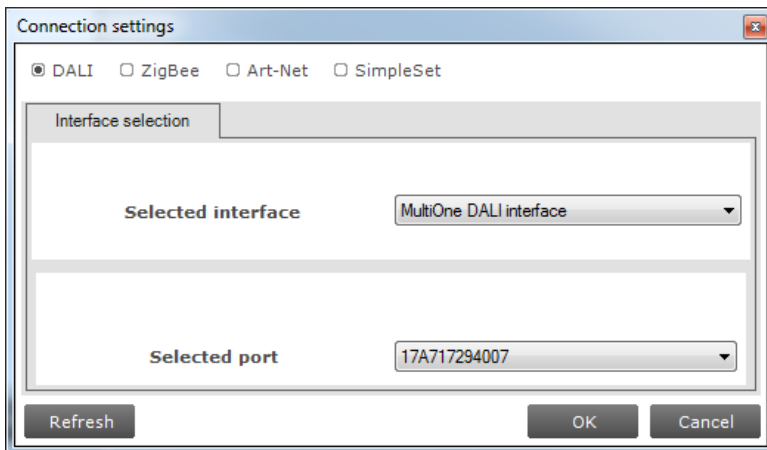 Connection settings
DALI ZigBee Art-Net SimpleSet
Interface selection
Selected interface MultiOne DALI interface
Selected port 17A717294007
Refresh OK Cancel